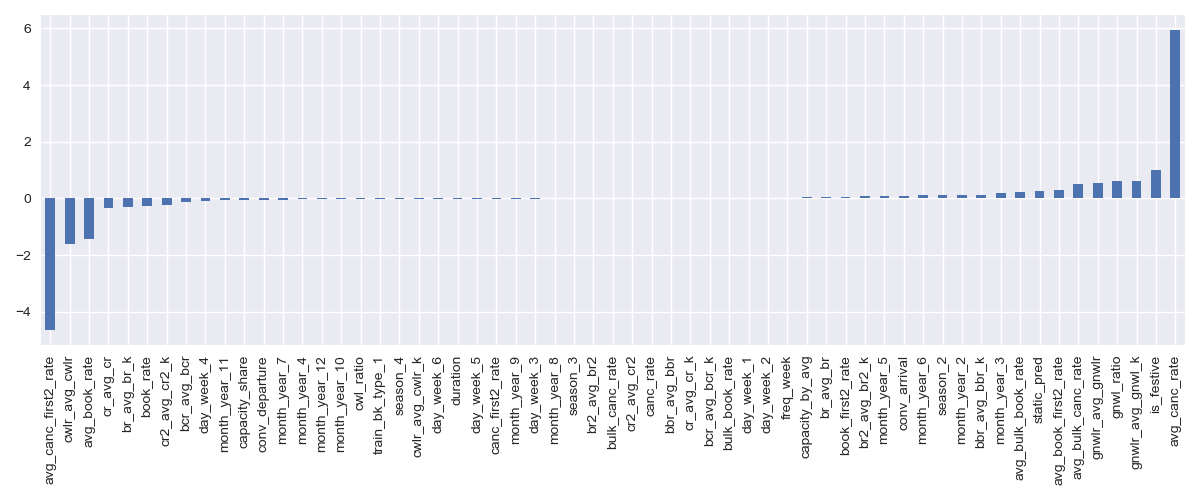 6
4
2
0
−2
−4
avg_canc_first2_rate
cwlr_avg_cwlr
avg_book_rate
cr_avg_cr
br_avg_br_k
book_rate
cr2_avg_cr2_k
bcr_avg_bcr
day_week_4
month_year_11
capacity_share
conv_departure
month_year_7
month_year_4
month_year_12
month_year_10
cwl_ratio
train_bk_type_1
season_4
cwlr_avg_cwlr_k
day_week_6
duration
day_week_5
canc_first2_rate
month_year_9
day_week_3
month_year_8
season_3
br2_avg_br2
bulk_canc_rate
cr2_avg_cr2
canc_rate
bbr_avg_bbr
cr_avg_cr_k
bcr_avg_bcr_k
bulk_book_rate
day_week_1
day_week_2
freq_week
capacity_by_avg
br_avg_br
book_first2_rate
br2_avg_br2_k
month_year_5
conv_arrival
month_year_6
season_2
month_year_2
bbr_avg_bbr_k
month_year_3
avg_bulk_book_rate
static_pred
avg_book_first2_rate
avg_bulk_canc_rate
gnwlr_avg_gnwlr
gnwl_ratio
gnwlr_avg_gnwl_k
is_festive
avg_canc_rate